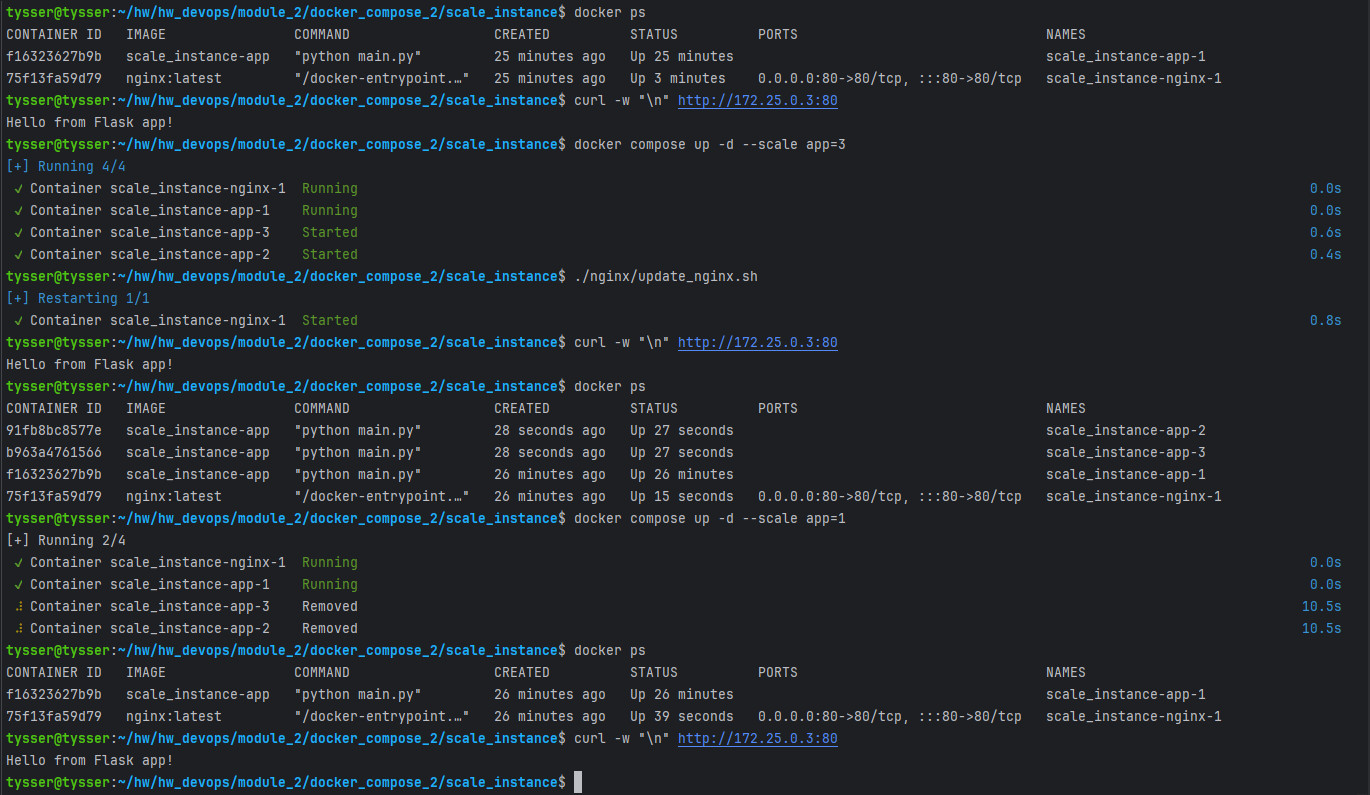 tysser@tysser:~/hw/hw_devops/module_2/docker_compose_2/scale_instance$ docker ps
CONTAINER ID   IMAGE                COMMAND                  CREATED          STATUS          PORTS                               NAMES
f16323627b9b   scale_instance-app   "python main.py"         25 minutes ago   Up 25 minutes                                       scale_instance-app-1
75f13fa59d79   nginx:latest         "/docker-entrypoint.…"   25 minutes ago   Up 3 minutes    0.0.0.0:80->80/tcp, :::80->80/tcp   scale_instance-nginx-1
tysser@tysser:~/hw/hw_devops/module_2/docker_compose_2/scale_instance$ curl -w "\n" http://172.25.0.3:80
Hello from Flask app!
tysser@tysser:~/hw/hw_devops/module_2/docker_compose_2/scale_instance$ docker compose up -d --scale app=3
[+] Running 4/4
 ✓ Container scale_instance-nginx-1  Running 0.0s
 ✓ Container scale_instance-app-1    Running 0.0s
 ✓ Container scale_instance-app-3    Started 0.6s
 ✓ Container scale_instance-app-2    Started 0.4s
tysser@tysser:~/hw/hw_devops/module_2/docker_compose_2/scale_instance$ ./nginx/update_nginx.sh
[+] Restarting 1/1
 ✓ Container scale_instance-nginx-1  Started 0.8s
tysser@tysser:~/hw/hw_devops/module_2/docker_compose_2/scale_instance$ curl -w "\n" http://172.25.0.3:80
Hello from Flask app!
tysser@tysser:~/hw/hw_devops/module_2/docker_compose_2/scale_instance$ docker ps
CONTAINER ID   IMAGE                COMMAND                  CREATED          STATUS          PORTS                               NAMES
91fb8bc8577e   scale_instance-app   "python main.py"         28 seconds ago   Up 27 seconds                                       scale_instance-app-2
b963a4761566   scale_instance-app   "python main.py"         28 seconds ago   Up 27 seconds                                       scale_instance-app-3
f16323627b9b   scale_instance-app   "python main.py"         26 minutes ago   Up 26 minutes                                       scale_instance-app-1
75f13fa59d79   nginx:latest         "/docker-entrypoint.…"   26 minutes ago   Up 15 seconds   0.0.0.0:80->80/tcp, :::80->80/tcp   scale_instance-nginx-1
tysser@tysser:~/hw/hw_devops/module_2/docker_compose_2/scale_instance$ docker compose up -d --scale app=1
[+] Running 2/4
 ✓ Container scale_instance-nginx-1  Running 0.0s
 ✓ Container scale_instance-app-1    Running 0.0s
 ⠼ Container scale_instance-app-3    Removed 10.5s
 ⠼ Container scale_instance-app-2    Removed 10.5s
tysser@tysser:~/hw/hw_devops/module_2/docker_compose_2/scale_instance$ docker ps
CONTAINER ID   IMAGE                COMMAND                  CREATED          STATUS          PORTS                               NAMES
f16323627b9b   scale_instance-app   "python main.py"         26 minutes ago   Up 26 minutes                                       scale_instance-app-1
75f13fa59d79   nginx:latest         "/docker-entrypoint.…"   26 minutes ago   Up 39 seconds   0.0.0.0:80->80/tcp, :::80->80/tcp   scale_instance-nginx-1
tysser@tysser:~/hw/hw_devops/module_2/docker_compose_2/scale_instance$ curl -w "\n" http://172.25.0.3:80
Hello from Flask app!
tysser@tysser:~/hw/hw_devops/module_2/docker_compose_2/scale_instance$